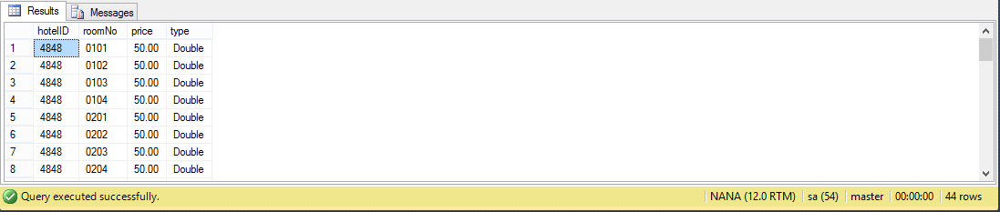 Results Messages
hotelID roomNo price type
1 4848 0101 50.00 Double
2 4848 0102 50.00 Double
3 4848 0103 50.00 Double
4 4848 0104 50.00 Double
5 4848 0201 50.00 Double
6 4848 0202 50.00 Double
7 4848 0203 50.00 Double
8 4848 0204 50.00 Double
Query executed successfully. NANA (12.0 RTM) sa (54) master 00:00:00 44 rows